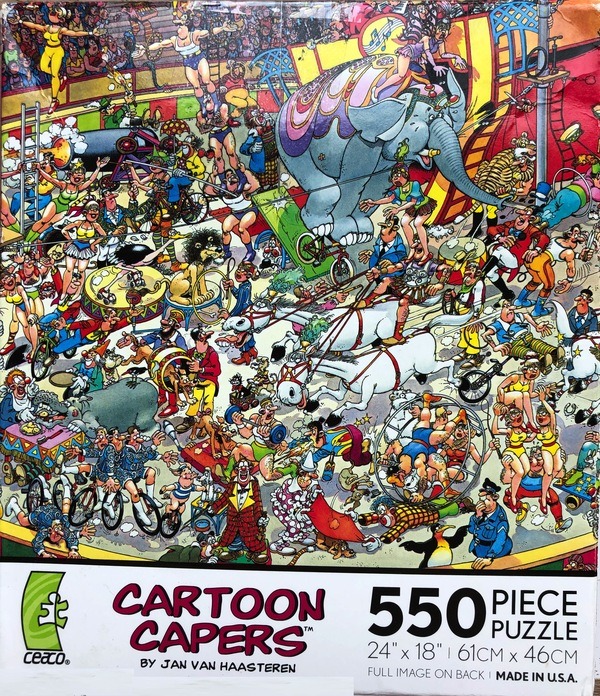 CARTOON
CAPERS™
BY JAN VAN HAASTEREN
ceaco®
550 PIECE
PUZZLE
24" x 18" | 61CM x 46CM
FULL IMAGE ON BACK | MADE IN U.S.A.